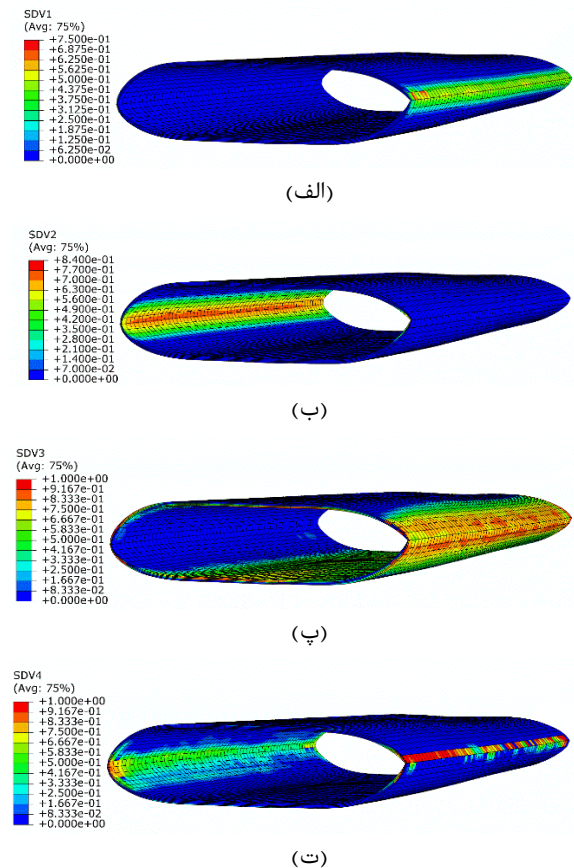 SDV1
(Avg: 75%)
+7.500e-01
+6.875e-01
+6.250e-01
+5.625e-01
+5.000e-01
+4.375e-01
+3.750e-01
+3.125e-01
+2.500e-01
+1.875e-01
+1.250e-01
+6.250e-02
+0.000e+00
(الف)
SDV2
(Avg: 75%)
+8.400e-01
+7.700e-01
+7.000e-01
+6.300e-01
+5.600e-01
+4.900e-01
+4.200e-01
+3.500e-01
+2.800e-01
+2.100e-01
+1.400e-01
+7.000e-02
+0.000e+00
(ب)
SDV3
(Avg: 75%)
+1.000e+00
+9.167e-01
+8.333e-01
+7.500e-01
+6.667e-01
+5.833e-01
+5.000e-01
+4.167e-01
+3.333e-01
+2.500e-01
+1.667e-01
+8.333e-02
+0.000e+00
(پ)
SDV4
(Avg: 75%)
+1.000e+00
+9.167e-01
+8.333e-01
+7.500e-01
+6.667e-01
+5.833e-01
+5.000e-01
+4.167e-01
+3.333e-01
+2.500e-01
+1.667e-01
+8.333e-02
+0.000e+00
(ت)